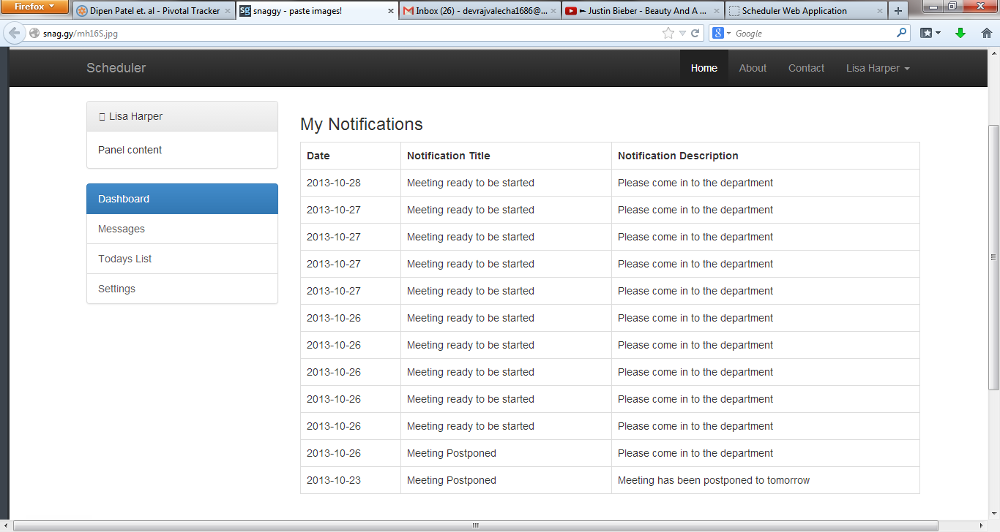 Firefox
Dipen Patel et. al - Pivotal Tracker
snaggy - paste images!
Inbox (26) - devrajvalecha1686@...
► Justin Bieber - Beauty And A ...
Scheduler Web Application
snag.gy/mh16S.jpg
Google
Scheduler
Home About Contact Lisa Harper
Lisa Harper
Panel content
Dashboard
Messages
Todays List
Settings
My Notifications
Date Notification Title Notification Description
2013-10-28 Meeting ready to be started Please come in to the department
2013-10-27 Meeting ready to be started Please come in to the department
2013-10-27 Meeting ready to be started Please come in to the department
2013-10-27 Meeting ready to be started Please come in to the department
2013-10-27 Meeting ready to be started Please come in to the department
2013-10-26 Meeting ready to be started Please come in to the department
2013-10-26 Meeting ready to be started Please come in to the department
2013-10-26 Meeting ready to be started Please come in to the department
2013-10-26 Meeting ready to be started Please come in to the department
2013-10-26 Meeting ready to be started Please come in to the department
2013-10-26 Meeting Postponed Please come in to the department
2013-10-23 Meeting Postponed Meeting has been postponed to tomorrow